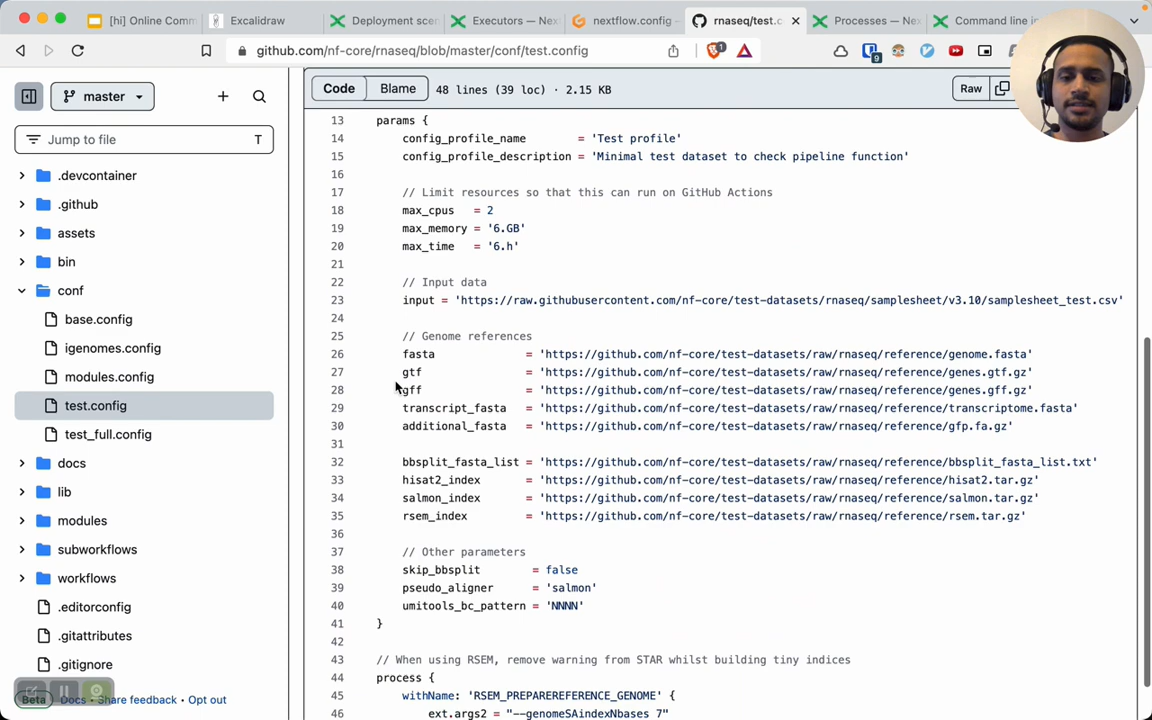 [hi] Online Comm
Excalidraw
Deployment scen
Executors — Nex
nextflow.config
rnaseq/test.c
Processes — Nex
Command line in
github.com/nf-core/rnaseq/blob/master/conf/test.config
1
9
master
Code
Blame
48 lines (39 loc) · 2.15 KB
Raw
Jump to file
T
.devcontainer
.github
assets
bin
conf
base.config
igenomes.config
modules.config
test.config
test_full.config
docs
lib
modules
subworkflows
workflows
.editorconfig
.gitattributes
.gitignore
Beta Docs · Share feedback · Opt out
13 params {
14 config_profile_name = 'Test profile'
15 config_profile_description = 'Minimal test dataset to check pipeline function'
16
17 // Limit resources so that this can run on GitHub Actions
18 max_cpus = 2
19 max_memory = '6.GB'
20 max_time = '6.h'
21
22 // Input data
23 input = 'https://raw.githubusercontent.com/nf-core/test-datasets/rnaseq/samplesheet/v3.10/samplesheet_test.csv'
24
25 // Genome references
26 fasta = 'https://github.com/nf-core/test-datasets/raw/rnaseq/reference/genome.fasta'
27 gtf = 'https://github.com/nf-core/test-datasets/raw/rnaseq/reference/genes.gtf.gz'
28 gff = 'https://github.com/nf-core/test-datasets/raw/rnaseq/reference/genes.gff.gz'
29 transcript_fasta = 'https://github.com/nf-core/test-datasets/raw/rnaseq/reference/transcriptome.fasta'
30 additional_fasta = 'https://github.com/nf-core/test-datasets/raw/rnaseq/reference/gfp.fa.gz'
31
32 bbsplit_fasta_list = 'https://github.com/nf-core/test-datasets/raw/rnaseq/reference/bbsplit_fasta_list.txt'
33 hisat2_index = 'https://github.com/nf-core/test-datasets/raw/rnaseq/reference/hisat2.tar.gz'
34 salmon_index = 'https://github.com/nf-core/test-datasets/raw/rnaseq/reference/salmon.tar.gz'
35 rsem_index = 'https://github.com/nf-core/test-datasets/raw/rnaseq/reference/rsem.tar.gz'
36
37 // Other parameters
38 skip_bbsplit = false
39 pseudo_aligner = 'salmon'
40 umitools_bc_pattern = 'NNNN'
41 }
42
43 // When using RSEM, remove warning from STAR whilst building tiny indices
44 process {
45 withName: 'RSEM_PREPAREREFERENCE_GENOME' {
46 ext.args2 = "--genomeSAindexNbases 7"